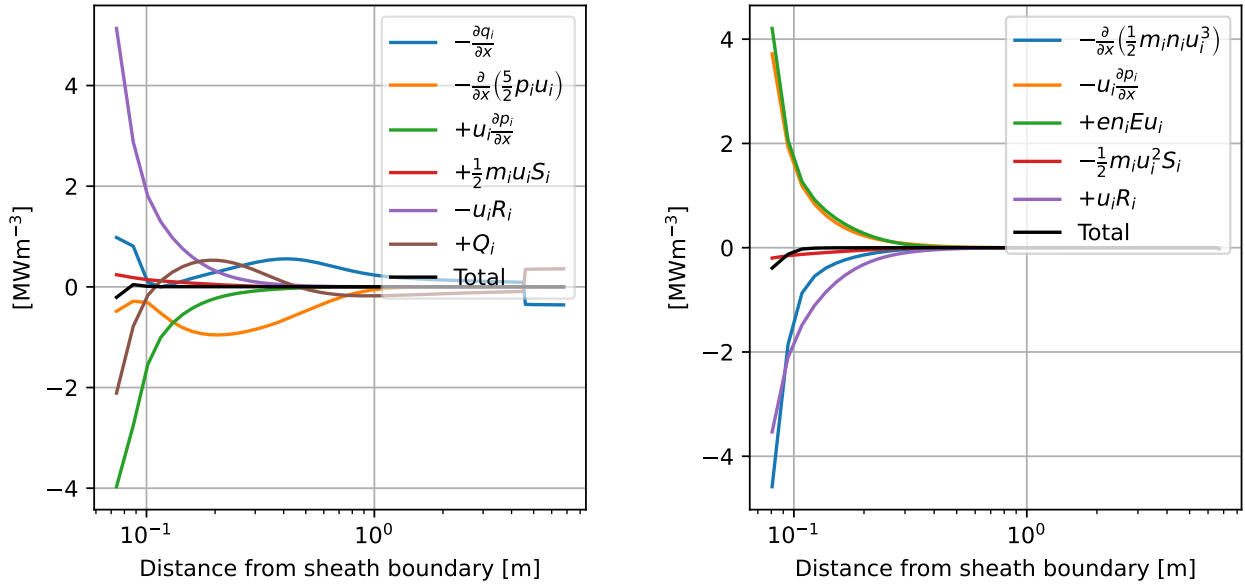 4
2
0
−2
−4
[MWm⁻³]
10⁻¹
10⁰
Distance from sheath boundary [m]
−∂qᵢ/∂x
−∂/∂x(5/2 pᵢuᵢ)
+uᵢ ∂pᵢ/∂x
+1/2 mᵢuᵢSᵢ
−uᵢRᵢ
+Qᵢ
Total
4
2
0
−2
−4
[MWm⁻³]
10⁻¹
10⁰
Distance from sheath boundary [m]
−∂/∂x(1/2 mᵢnᵢuᵢ³)
−uᵢ ∂pᵢ/∂x
+enᵢEuᵢ
−1/2 mᵢuᵢ²Sᵢ
+uᵢRᵢ
Total